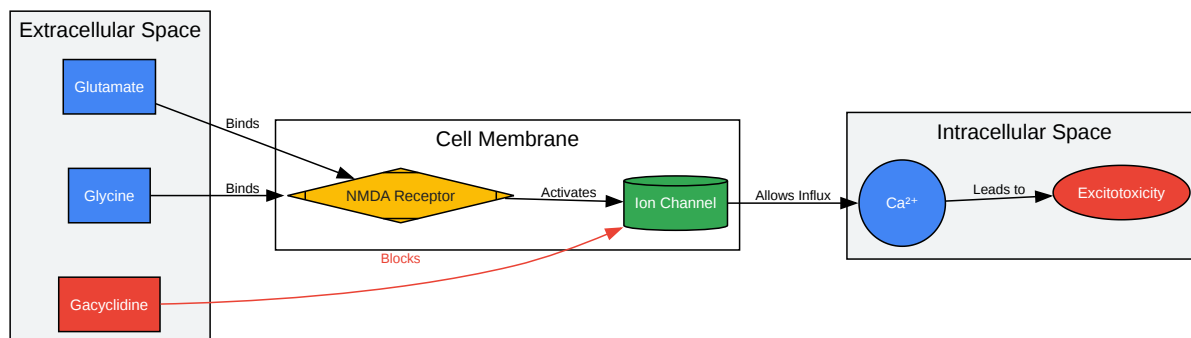 Extracellular Space
Glutamate
Binds
Glycine
Binds
Gacyclidine
Blocks
Cell Membrane
NMDA Receptor
Activates
Ion Channel
Allows Influx
Intracellular Space
Ca²⁺
Leads to
Excitotoxicity